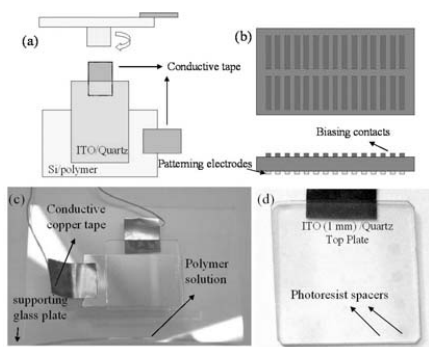 (a)
Conductive tape
ITO/Quartz
Si/polymer
(b)
Biasing contacts
Patterning electrodes
(c)
Conductive
copper tape
Polymer
solution
supporting
glass plate
(d)
ITO (1 mm) /Quartz
Top Plate
Photoresist spacers